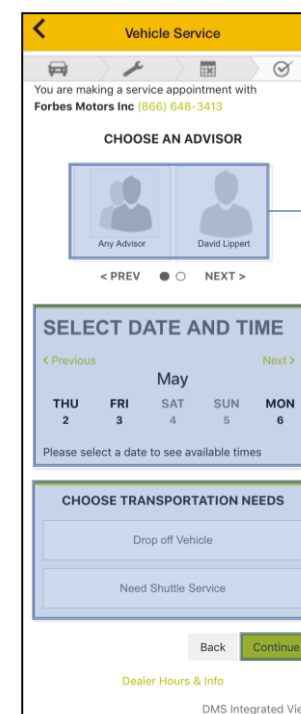 Vehicle Service
You are making a service appointment with
Forbes Motors Inc (866) 648-3413
CHOOSE AN ADVISOR
Any Advisor David Lippert
< PREV NEXT >
SELECT DATE AND TIME
< Previous Next >
May
THU FRI SAT SUN MON
2 3 4 5 6
Please select a date to see available times
CHOOSE TRANSPORTATION NEEDS
Drop off Vehicle
Need Shuttle Service
Back Continue
Dealer Hours & Info
DMS Integrated